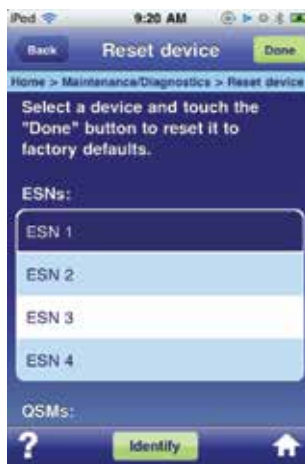 iPod 9:20 AM
Back Reset device Done
Home > Maintenance/Diagnostics > Reset device
Select a device and touch the
"Done" button to reset it to
factory defaults.
ESNs:
ESN 1
ESN 2
ESN 3
ESN 4
OSMs:
? Identify